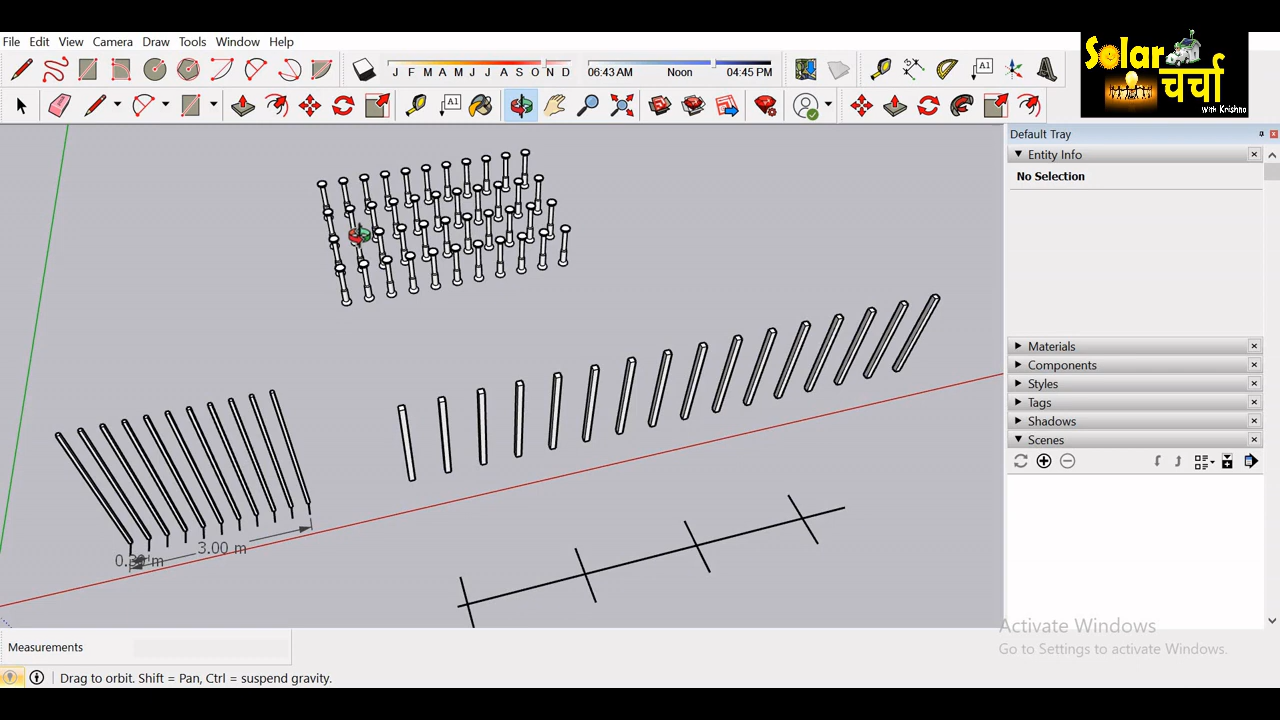 File Edit View Camera Draw Tools Window Help
J F M A M J J A S O N D
06:43 AM Noon 04:45 PM
A1
A1
Solar
चर्चा
With Krishna
Default Tray
Entity Info
No Selection
3.00 m
Materials
Components
Styles
Tags
Shadows
Scenes
Activate Windows
Go to Settings to activate Windows.
Measurements
Drag to orbit. Shift = Pan, Ctrl = suspend gravity.